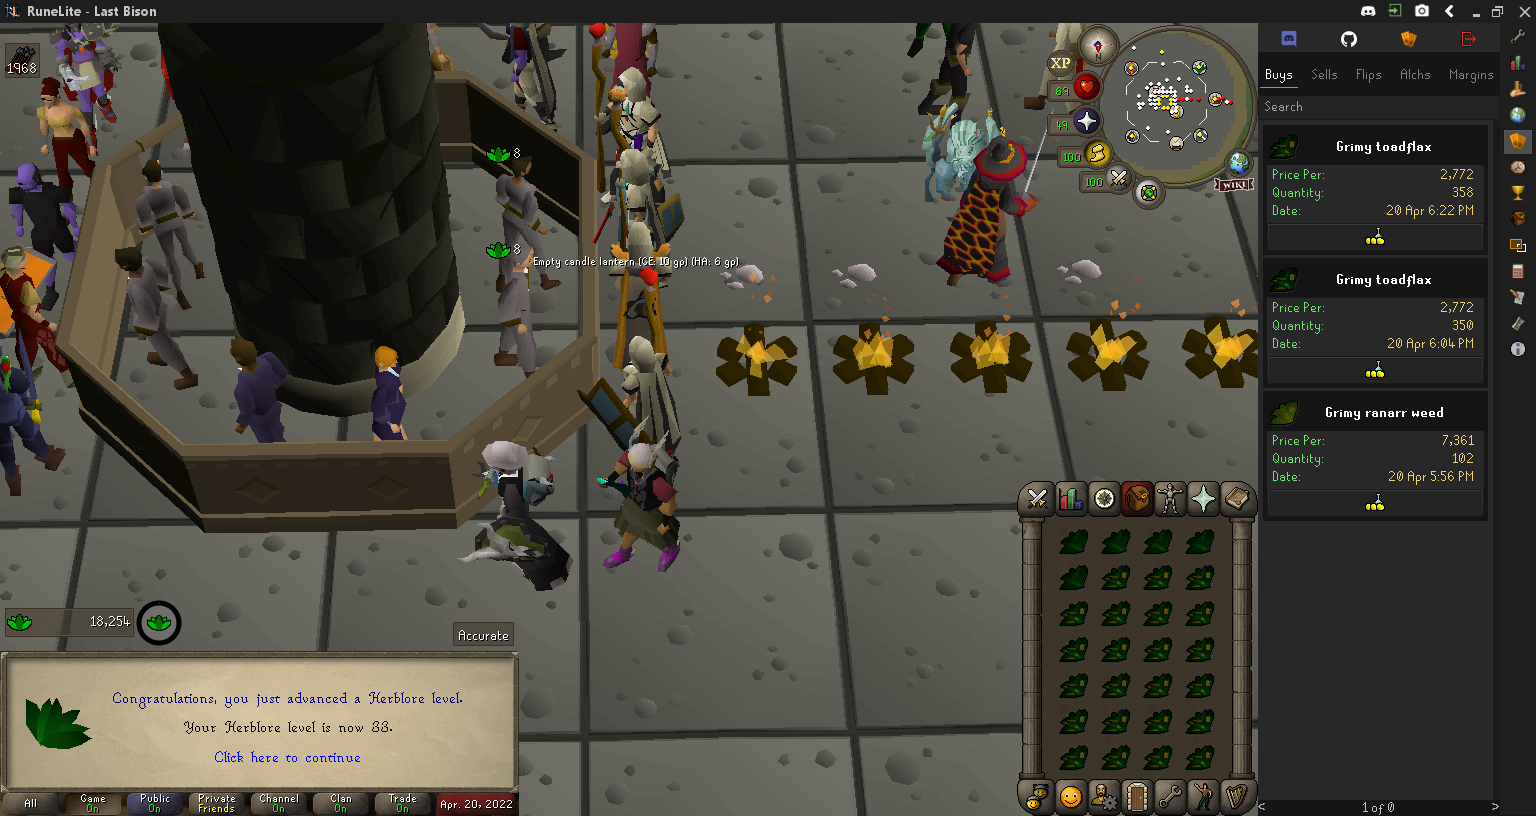 RuneLite - Last Bison
1968
8
8
Empty candle lantern (GE: 10 gp) (HA: 6 gp)
XP
N
69
49
100
100
WIKI
18,254
Accurate
Congratulations, you just advanced a Herblore level.
Your Herblore level is now 33.
Click here to continue
All
Game
On
Public
On
Private
Friends
Channel
On
Clan
On
Trade
On
Apr. 20, 2022
Buys Sells Flips Alchs Margins
Search
Grimy toadflax
Price Per: 2,772
Quantity: 358
Date: 20 Apr 6:22 PM
Grimy toadflax
Price Per: 2,772
Quantity: 350
Date: 20 Apr 6:04 PM
Grimy ranarr weed
Price Per: 7,361
Quantity: 102
Date: 20 Apr 5:56 PM
< 1 of 0 >